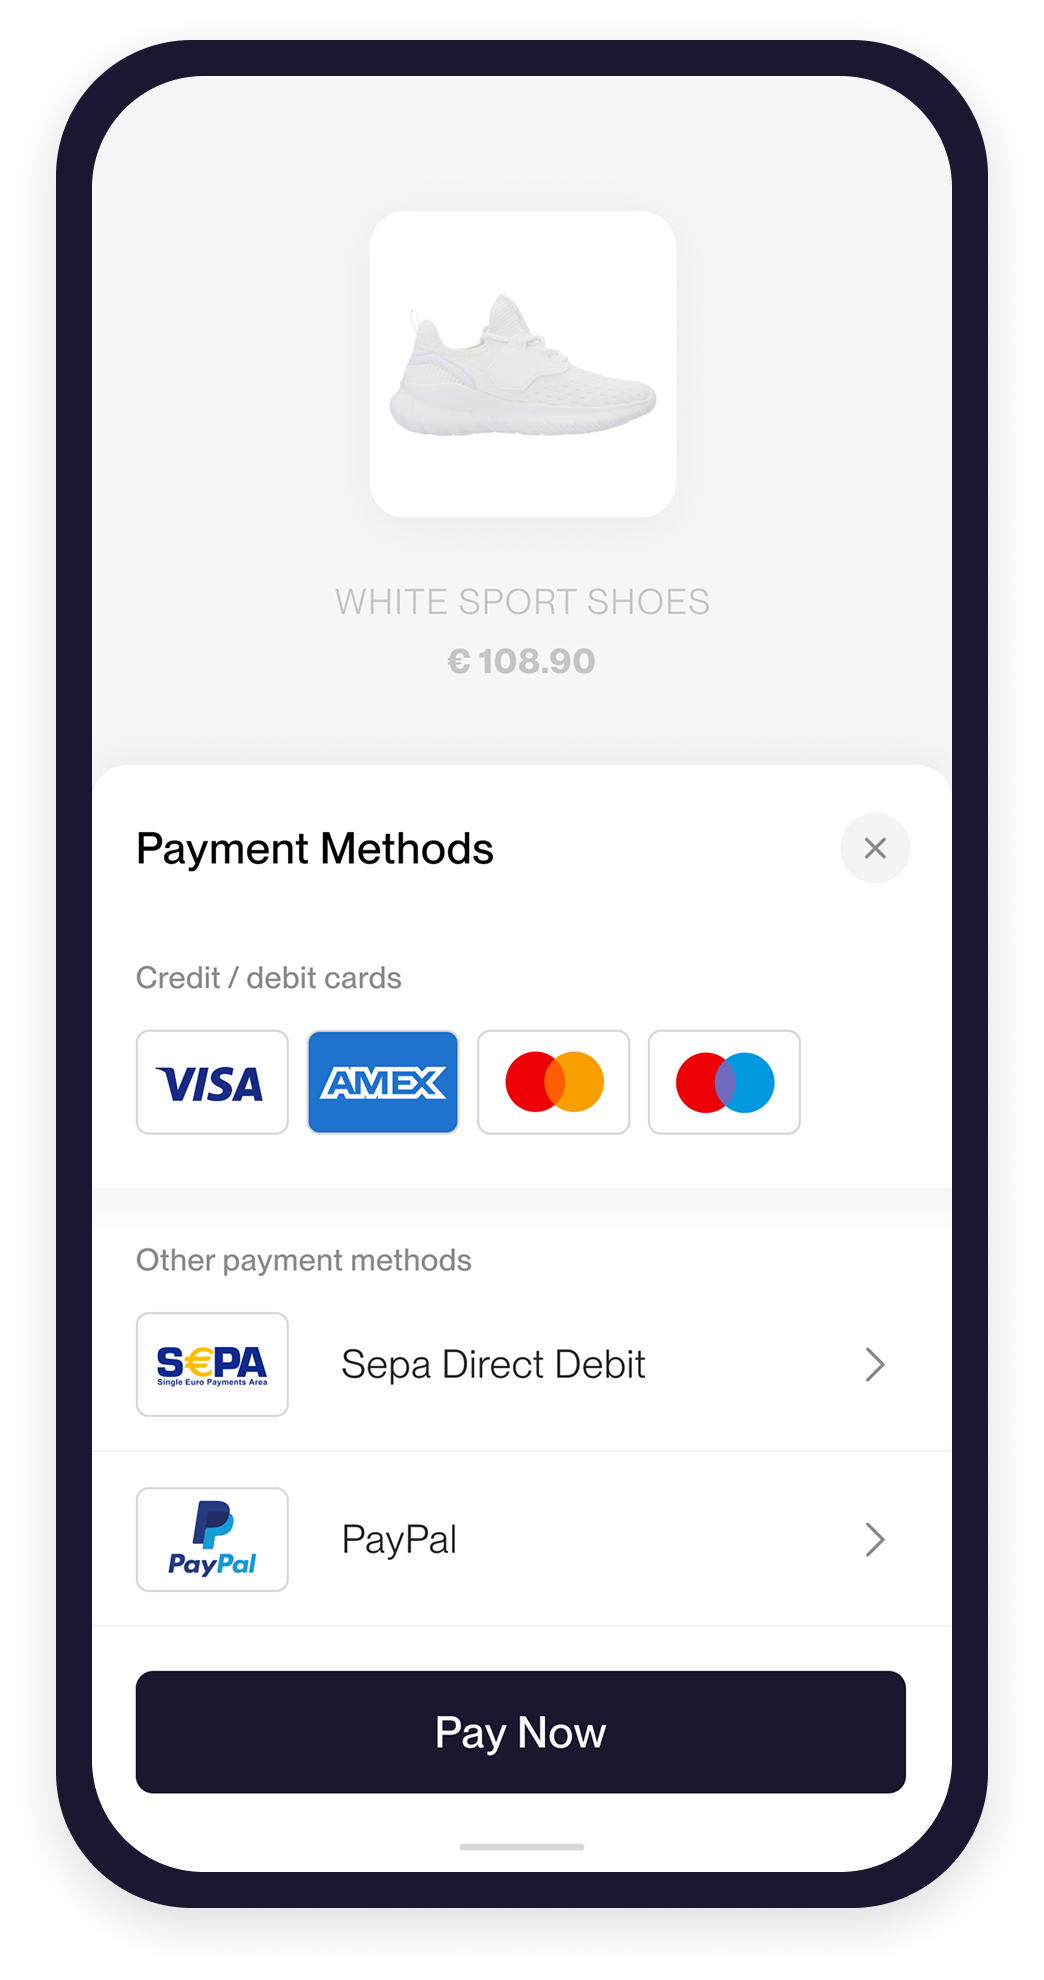 WHITE SPORT SHOES
€ 108.90
Payment Methods
Credit / debit cards
VISA
AMEX
Other payment methods
S€PA
Single Euro Payments Area
Sepa Direct Debit
PayPal
PayPal
Pay Now